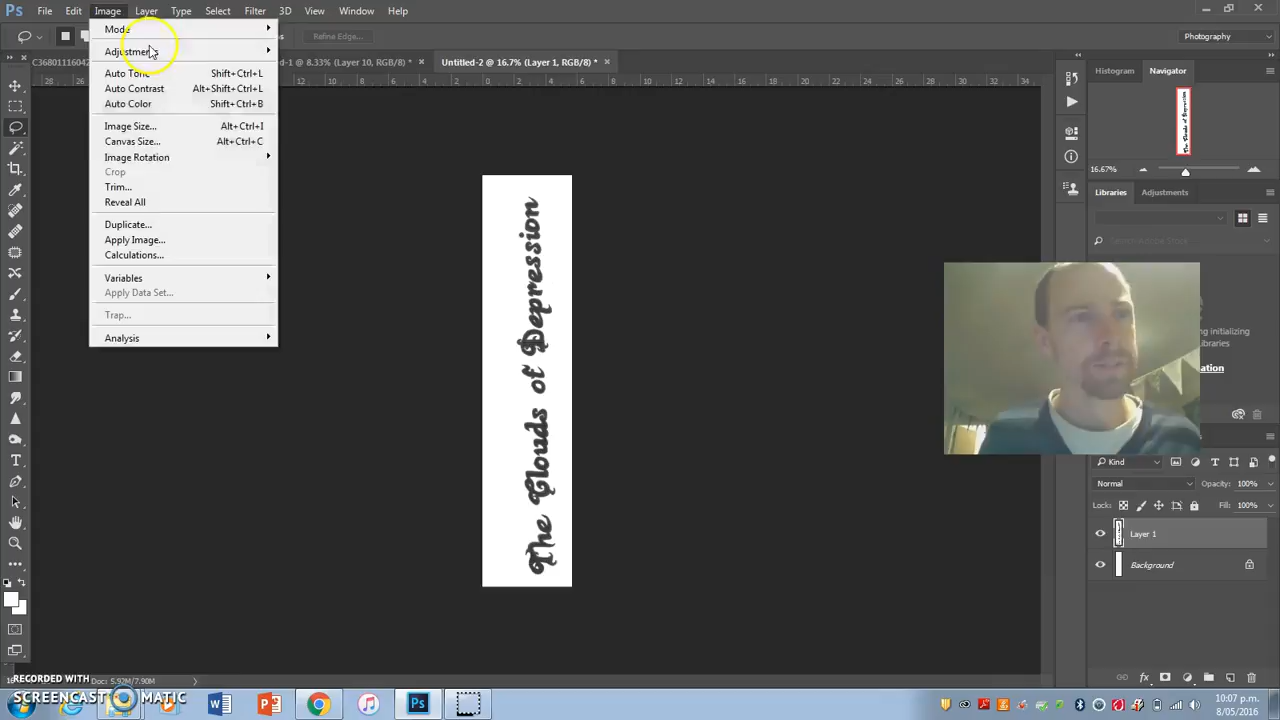 Ps File Edit Image Layer Type Select Filter 3D View Window Help
Mode
Refine Edit...
Photography
Adjustments
Untitled-2 @ 16.7% (Layer 1, RGB/8) *
-1 @ 8.33% (Layer 10, RGB/8) *
Auto Tone Shift+Ctrl+L
Auto Contrast Alt+Shift+Ctrl+L
Auto Color Shift+Ctrl+B
Image Size... Alt+Ctrl+I
Canvas Size... Alt+Ctrl+C
Image Rotation
Crop
Trim...
Reveal All
Duplicate...
Apply Image...
Calculations...
Variables
Apply Data Set...
Trap...
Analysis
The Clouds of Depression
Histogram Navigator
16.67%
Libraries Adjustments
Kind
Normal Opacity: 100%
Lock: Fill: 100%
Layer 1
Background
Doc: 5.92M/7.90M
RECORDED WITH
SCREENCAST MATIC
10:07 p.m.
8/05/2016